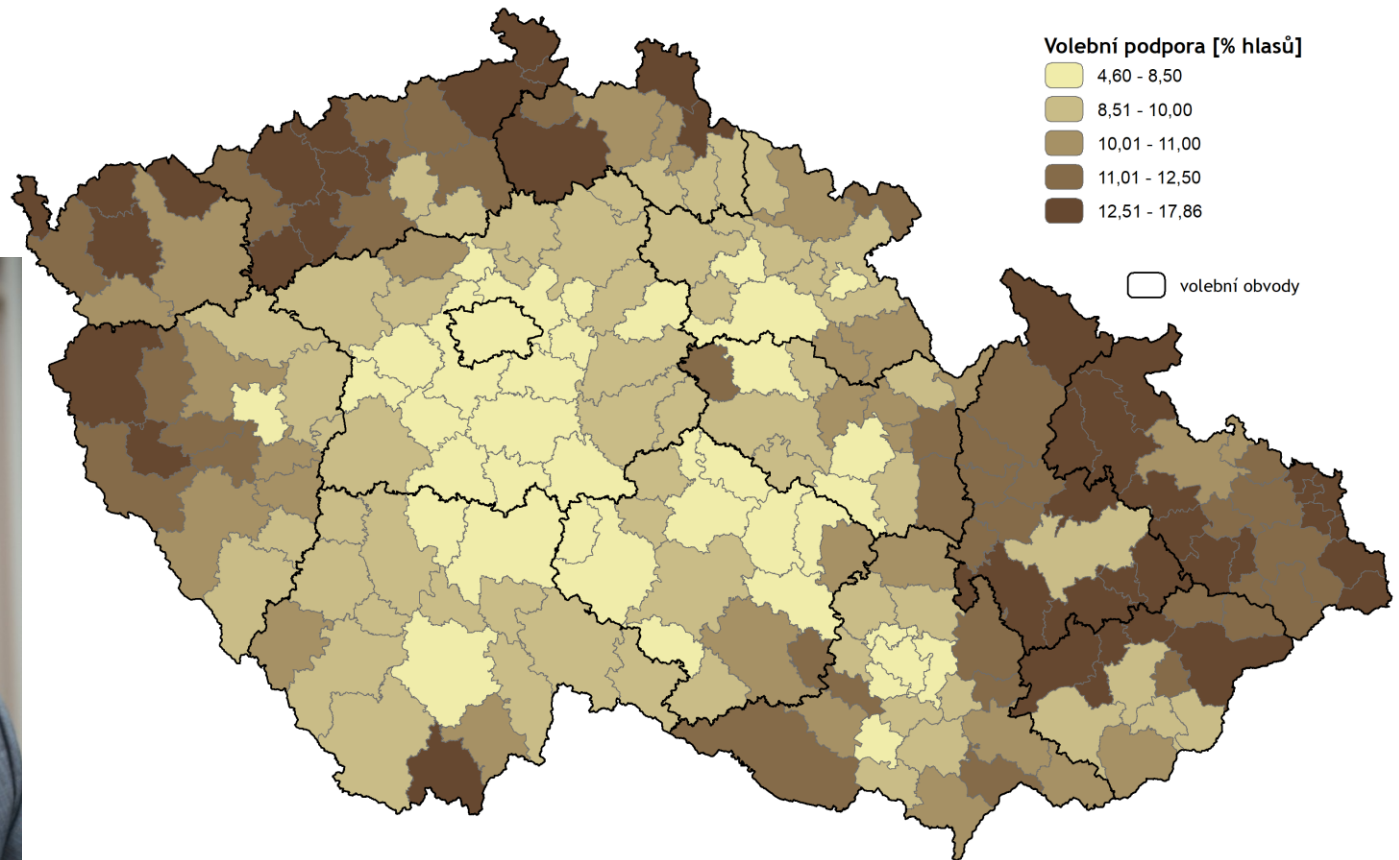 Volební podpora [% hlasů]
4,60 - 8,50
8,51 - 10,00
10,01 - 11,00
11,01 - 12,50
12,51 - 17,86
volební obvody